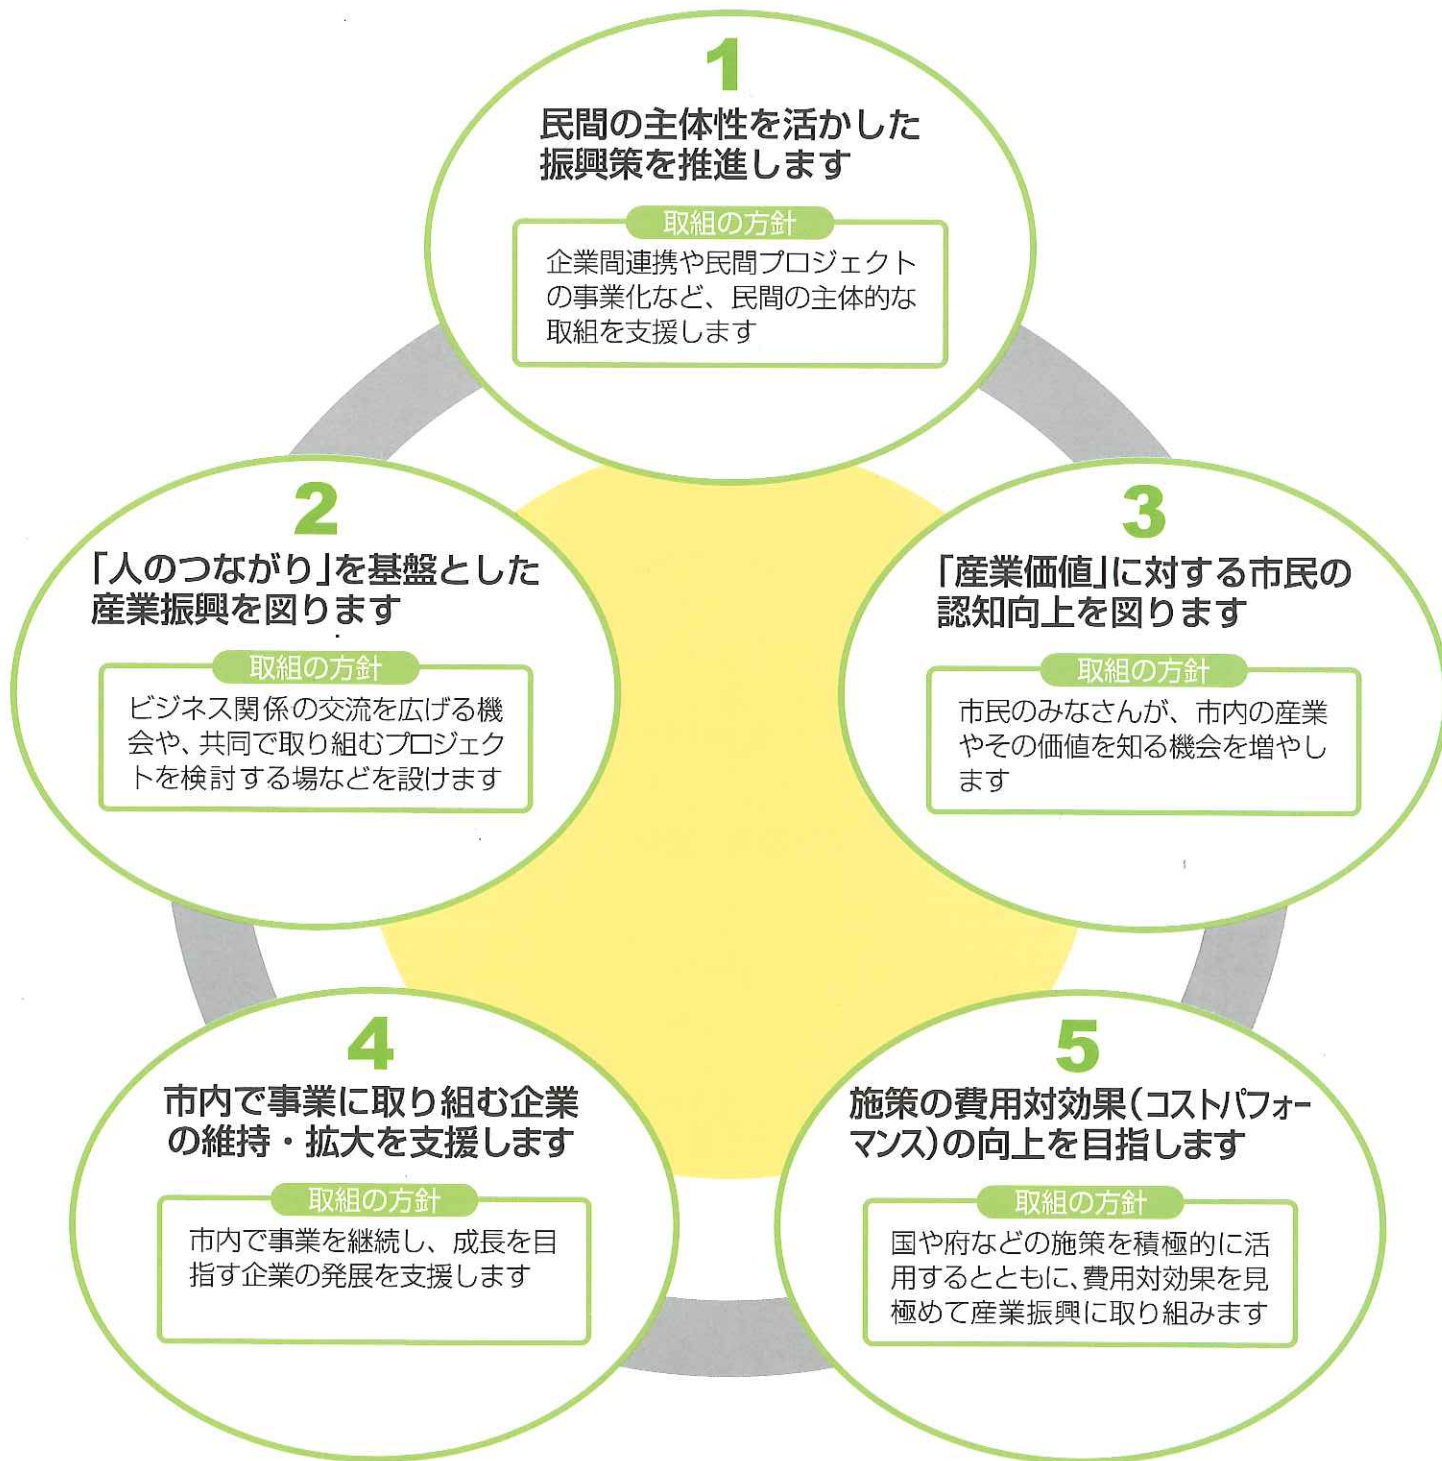 1
民間の主体性を活かした
振興策を推進します
取組の方針
企業間連携や民間プロジェクト
の事業化など、民間の主体的な
取組を支援します
2
「人のつながり」を基盤とした
産業振興を図ります
取組の方針
ビジネス関係の交流を広げる機
会や、共同で取り組むプロジェク
トを検討する場などを設けます
3
「産業価値」に対する市民の
認知向上を図ります
取組の方針
市民のみなさんが、市内の産業
やその価値を知る機会を増やし
ます
4
市内で事業に取り組む企業
の維持・拡大を支援します
取組の方針
市内で事業を継続し、成長を目
指す企業の発展を支援します
5
施策の費用対効果(コストパフォー
マンス)の向上を目指します
取組の方針
国や府などの施策を積極的に活
用するとともに、費用対効果を見
極めて産業振興に取り組みます